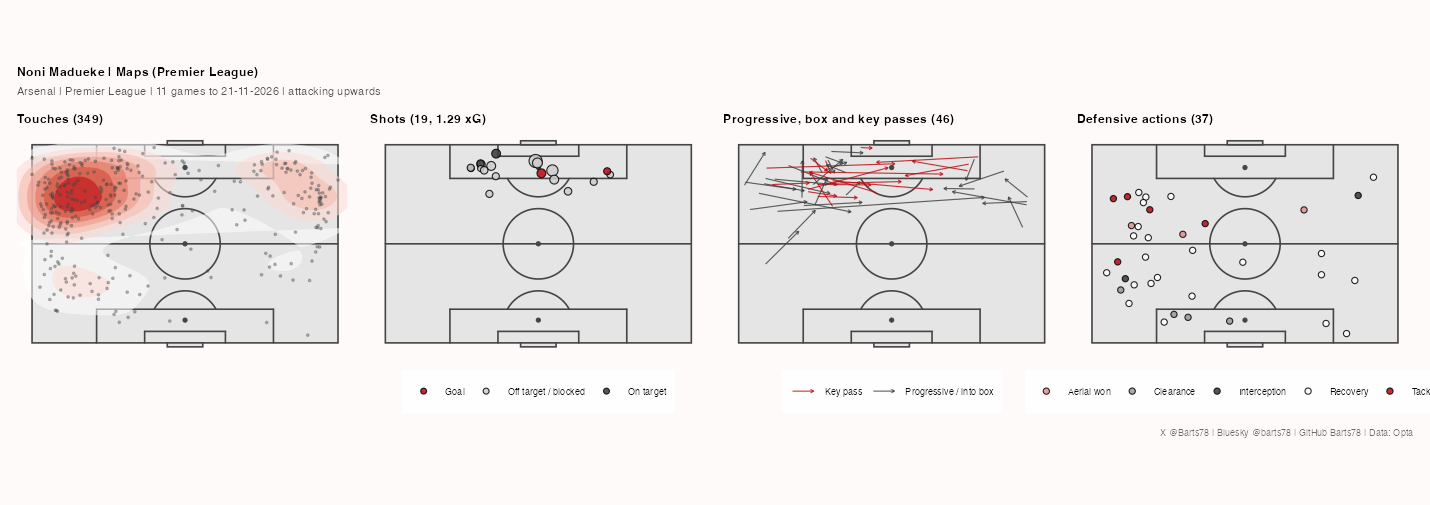 Noni Madueke | Maps (Premier League)
Arsenal | Premier League | 11 games to 21-11-2026 | attacking upwards
Touches (349)
Shots (19, 1.29 xG)
Progressive, box and key passes (46)
Defensive actions (37)
Goal
Off target / blocked
On target
Key pass
Progressive / into box
Aerial won
Clearance
Interception
Recovery
Tack
X @Barts78 | Bluesky @barts78 | GitHub Barts78 | Data: Opta